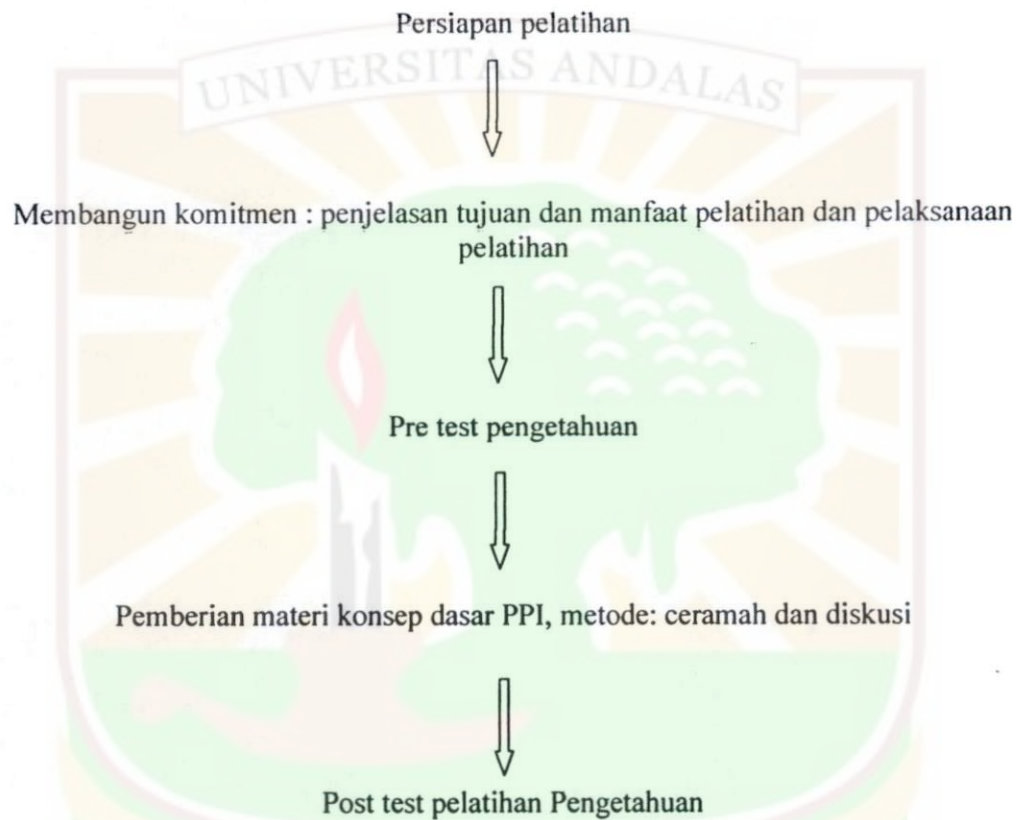 Persiapan pelatihan
UNIVERSITAS ANDALAS
Membangun komitmen : penjelasan tujuan dan manfaat pelatihan dan pelaksanaan
pelatihan
Pre test pengetahuan
Pemberian materi konsep dasar PPI, metode: ceramah dan diskusi
Post test pelatihan Pengetahuan